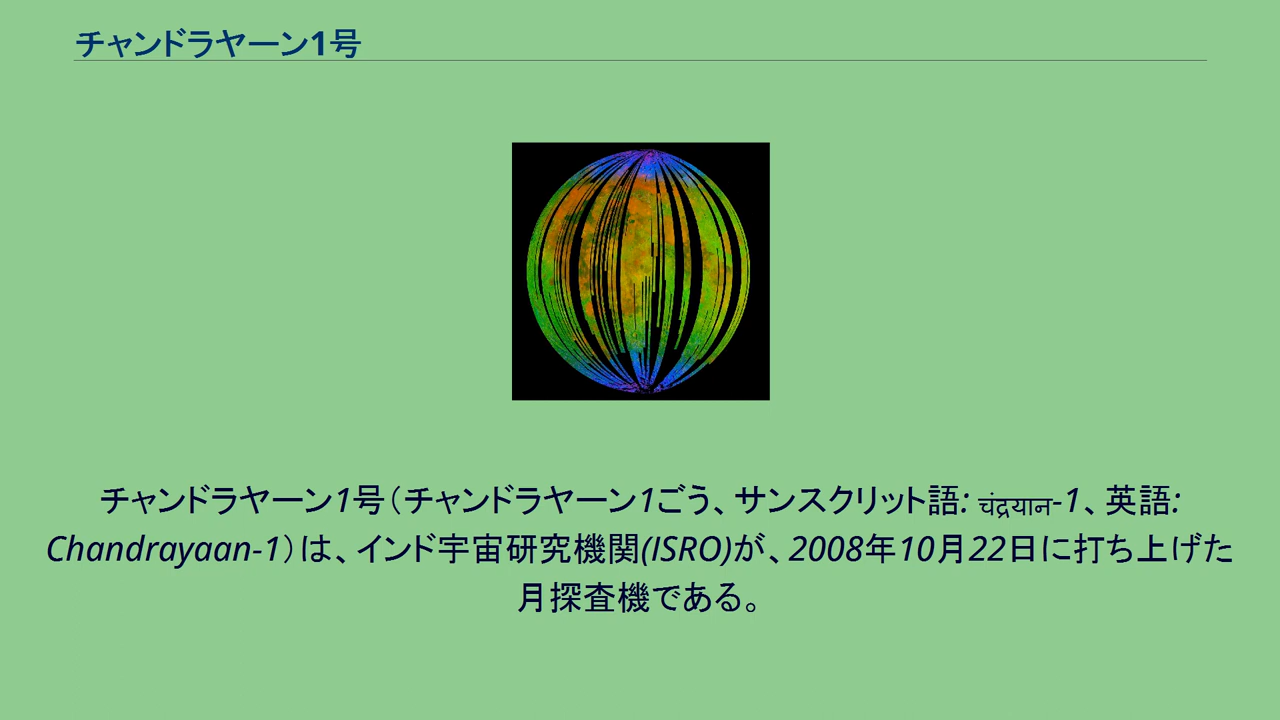 チャンドラヤーン1号
チャンドラヤーン1号（チャンドラヤーン1ごう、サンスクリット語: चंद्रयान-1、英語:
Chandrayaan-1）は、インド宇宙研究機関(ISRO)が、2008年10月22日に打ち上げた
月探査機である。